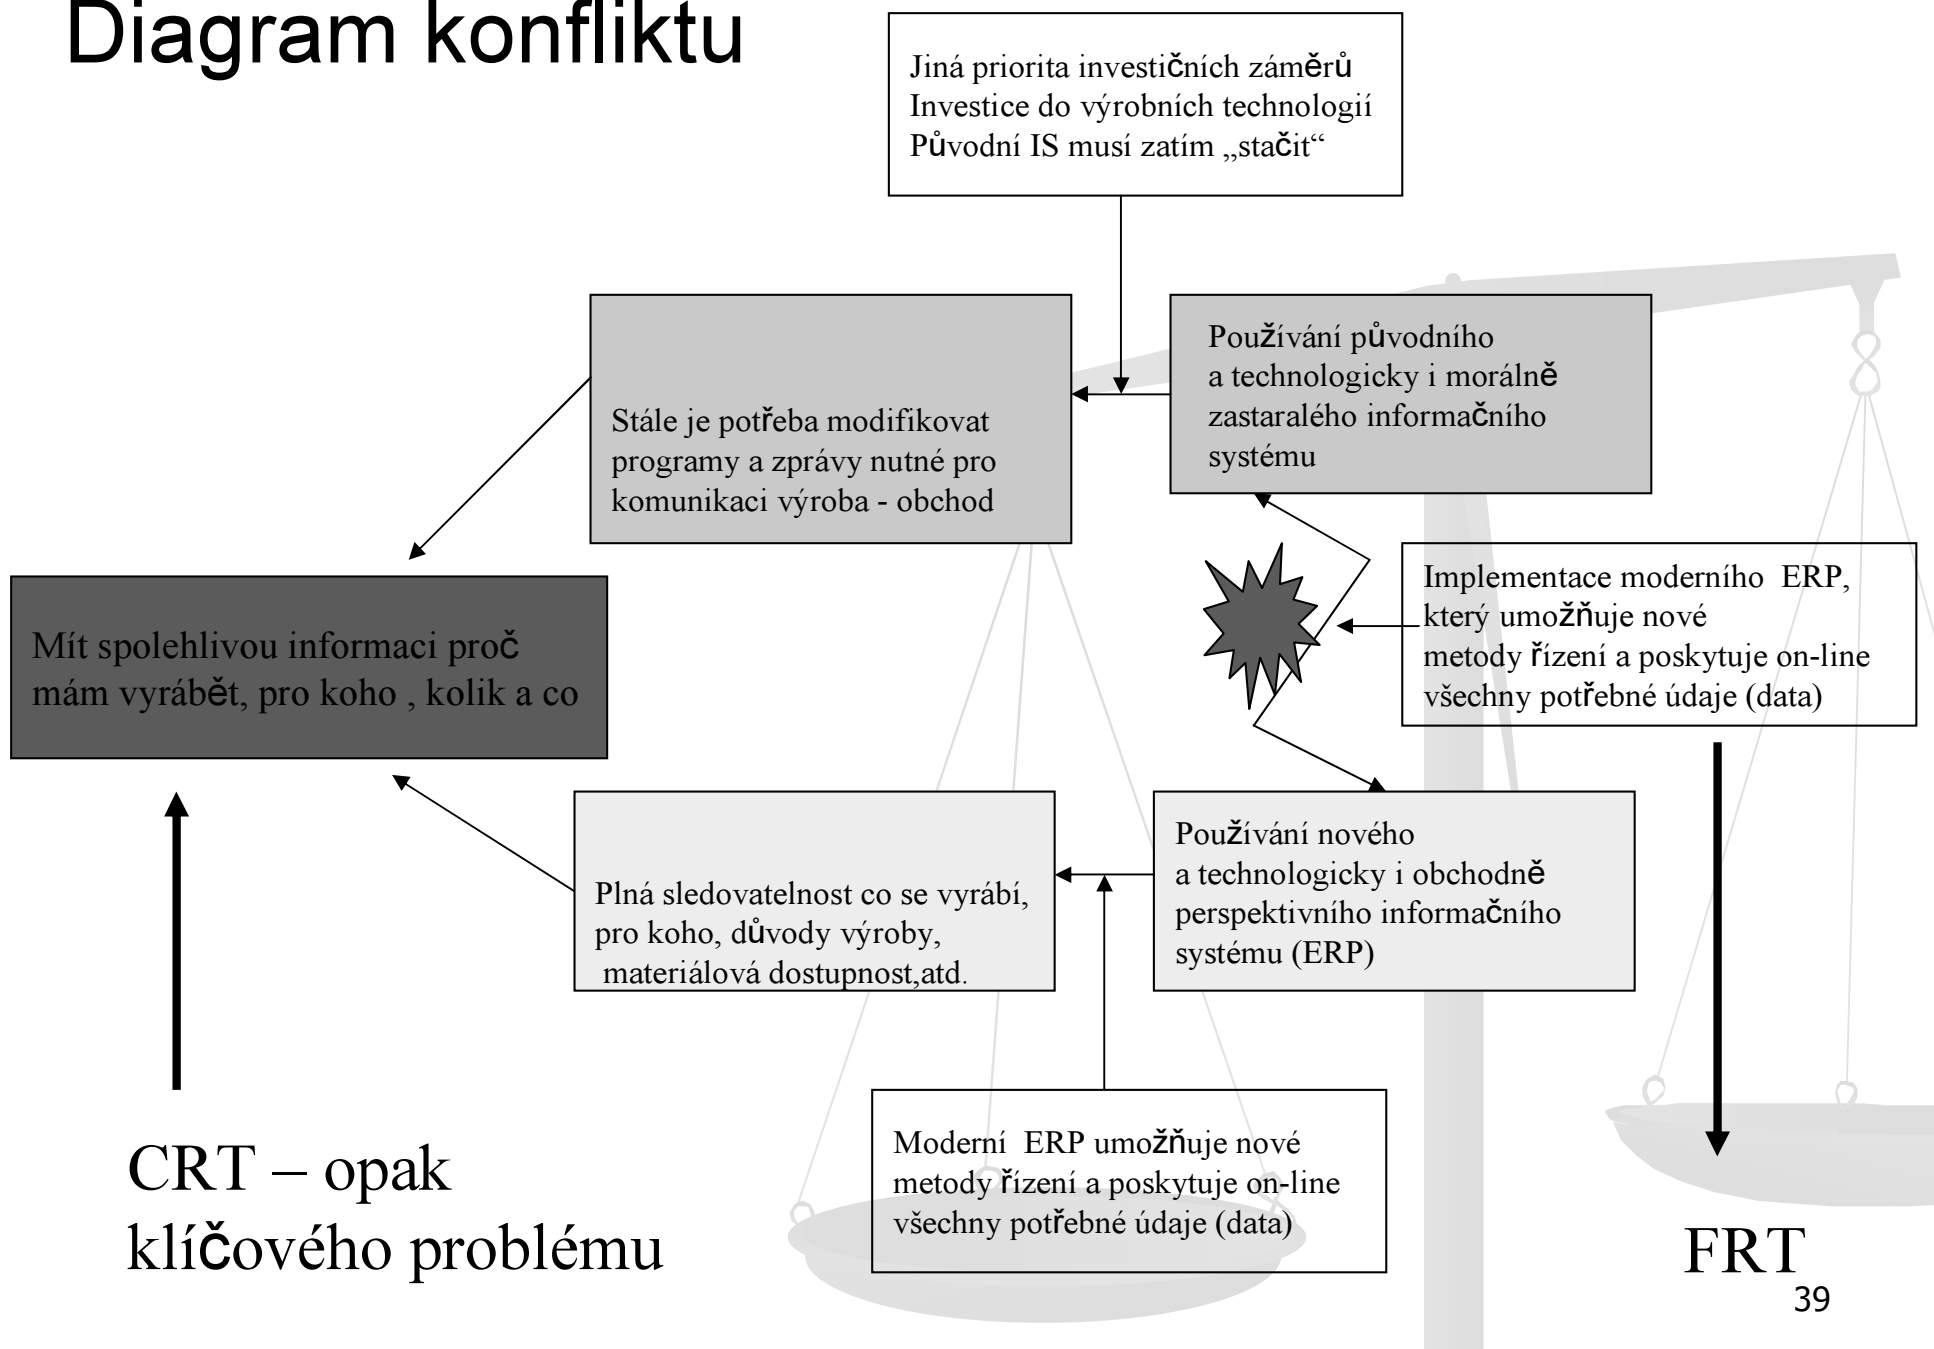 Diagram konfliktu
Jiná priorita investičních záměrů
Investice do výrobních technologií
Původní IS musí zatím „stačit“
Stále je potřeba modifikovat
programy a zprávy nutné pro
komunikaci výroba - obchod
Používání původního
a technologicky i morálně
zastaralého informačního
systému
Mít spolehlivou informaci proč
mám vyrábět, pro koho , kolik a co
Implementace moderního ERP,
který umožňuje nové
metody řízení a poskytuje on-line
všechny potřebné údaje (data)
Plná sledovatelnost co se vyrábí,
pro koho, důvody výroby,
materiálová dostupnost,atd.
Používání nového
a technologicky i obchodně
perspektivního informačního
systému (ERP)
Moderní ERP umožňuje nové
metody řízení a poskytuje on-line
všechny potřebné údaje (data)
CRT – opak
klíčového problému
FRT
39